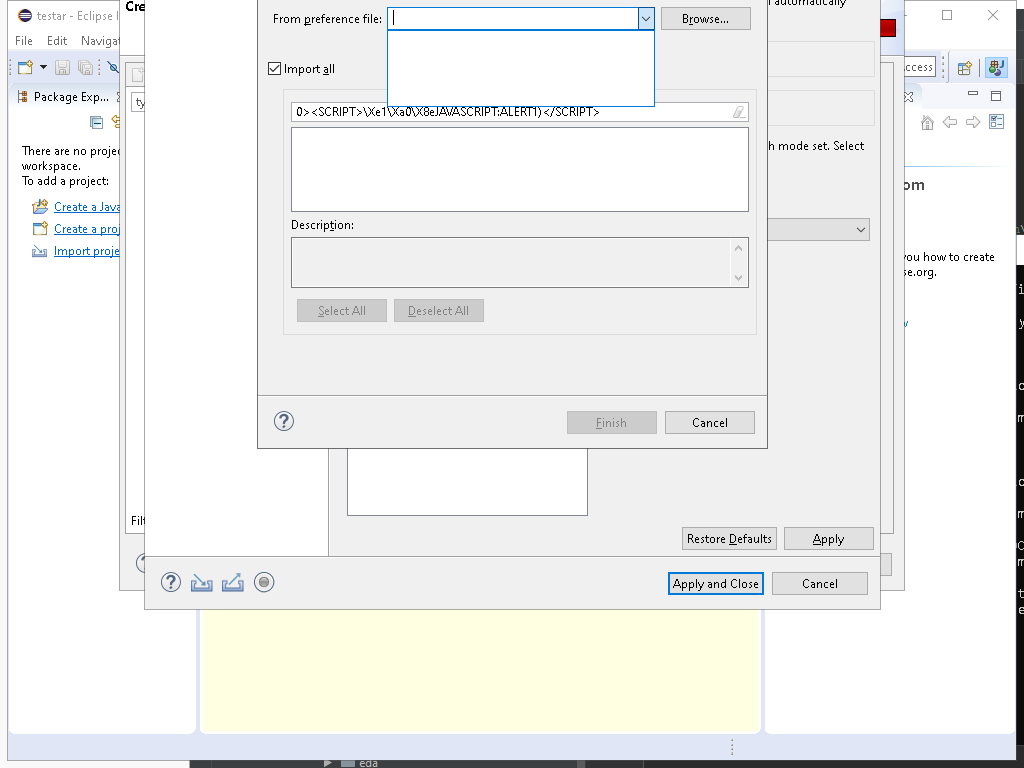 testar - Eclipse I
Cre
File Edit Navigat
Package Exp...
There are no projec
workspace.
To add a project:
Create a Java
Create a proj
Import proje
ty
Filt
From preference file:
Browse...
Import all
0><SCRIPT>\Xe1\Xa0\X8eJAVASCRIPT:ALERT1)</SCRIPT>
Description:
Select All Deselect All
Finish Cancel
automatically
ccess
h mode set. Select
om
you how to create
se.org.
Restore Defaults Apply
Apply and Close Cancel
eda